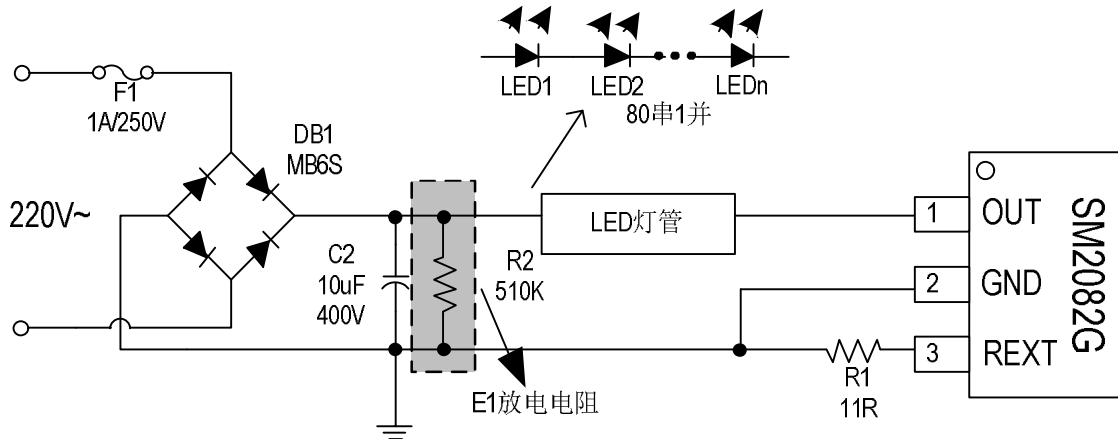 LED1
LED2
LEDn
80串1并
F1
1A/250V
DB1
MB6S
220V~
C2
10uF
400V
R2
510K
LED灯管
E1放电电阻
R1
11R
1
OUT
2
GND
3
REXT
SM2082G